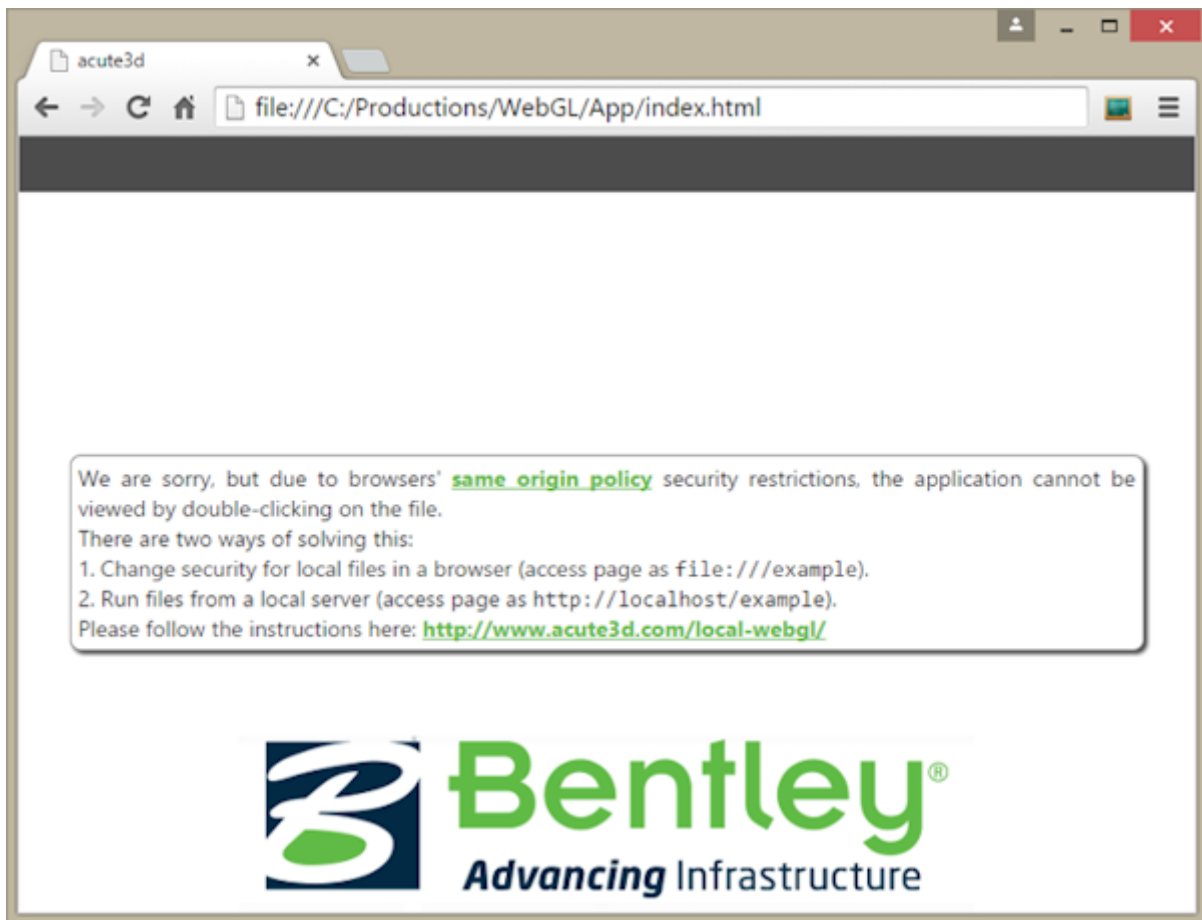 acute3d
file:///C:/Productions/WebGL/App/index.html
We are sorry, but due to browsers' same origin policy security restrictions, the application cannot be
viewed by double-clicking on the file.
There are two ways of solving this:
1. Change security for local files in a browser (access page as file:///example).
2. Run files from a local server (access page as http://localhost/example).
Please follow the instructions here: http://www.acute3d.com/local-webgl/
B Bentley®
Advancing Infrastructure